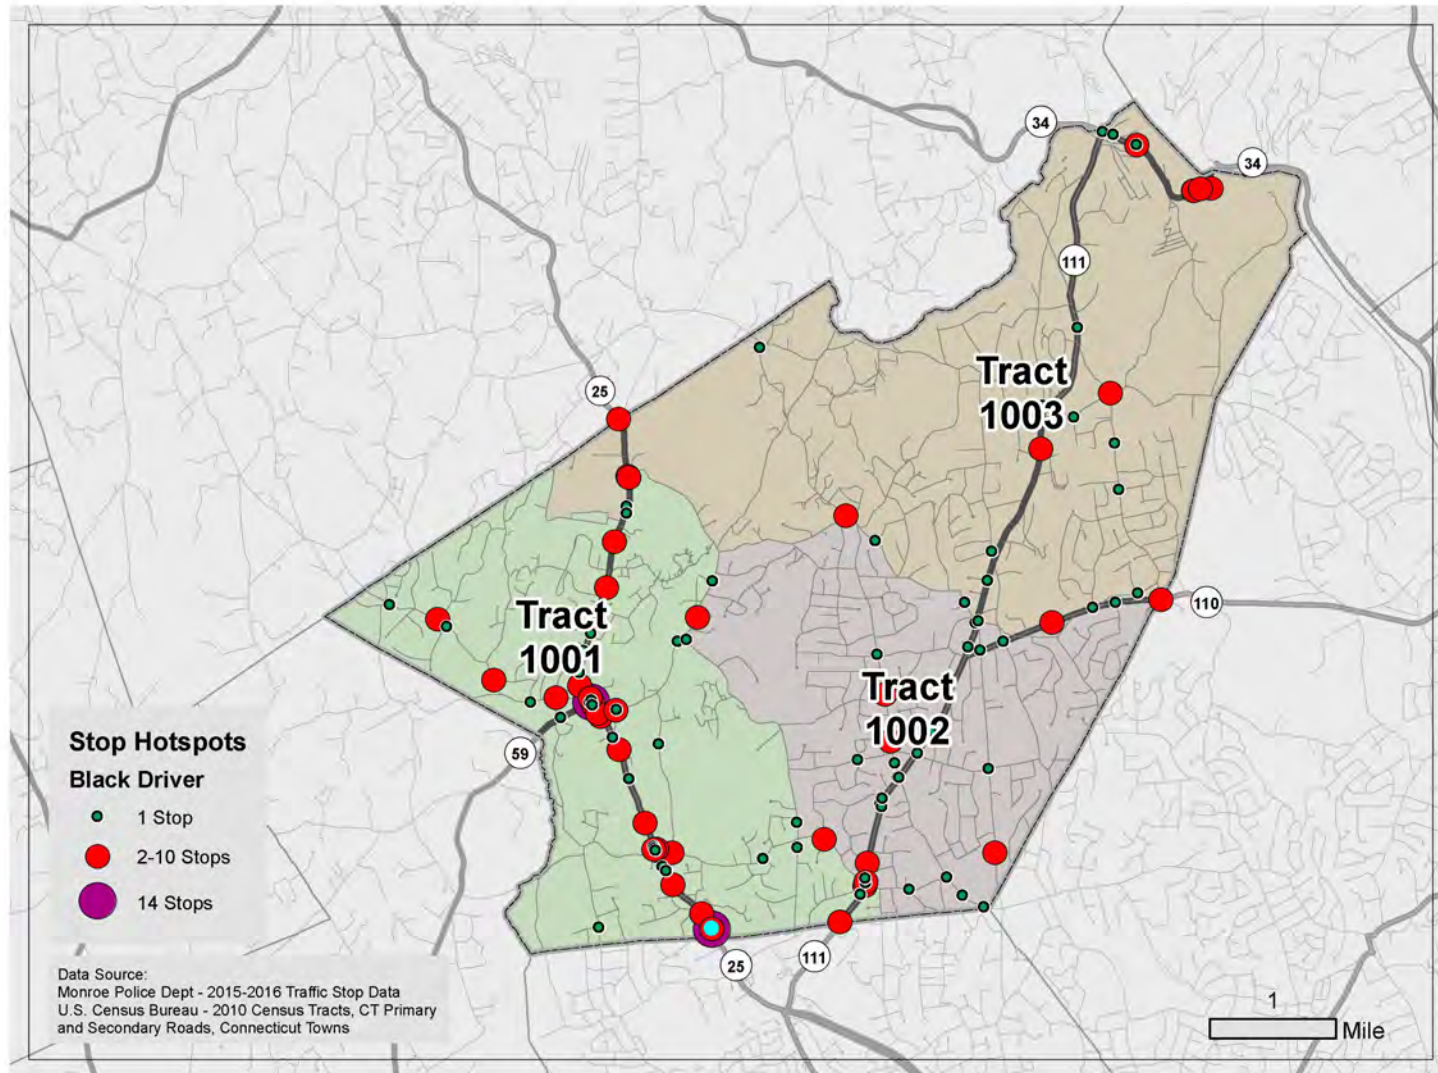 34
34
111
25
Tract
1003
Tract
1001
110
Tract
1002
59
Stop Hotspots
Black Driver
1 Stop
2-10 Stops
14 Stops
25
111
Data Source:
Monroe Police Dept - 2015-2016 Traffic Stop Data
U.S. Census Bureau - 2010 Census Tracts, CT Primary
and Secondary Roads, Connecticut Towns
1
Mile